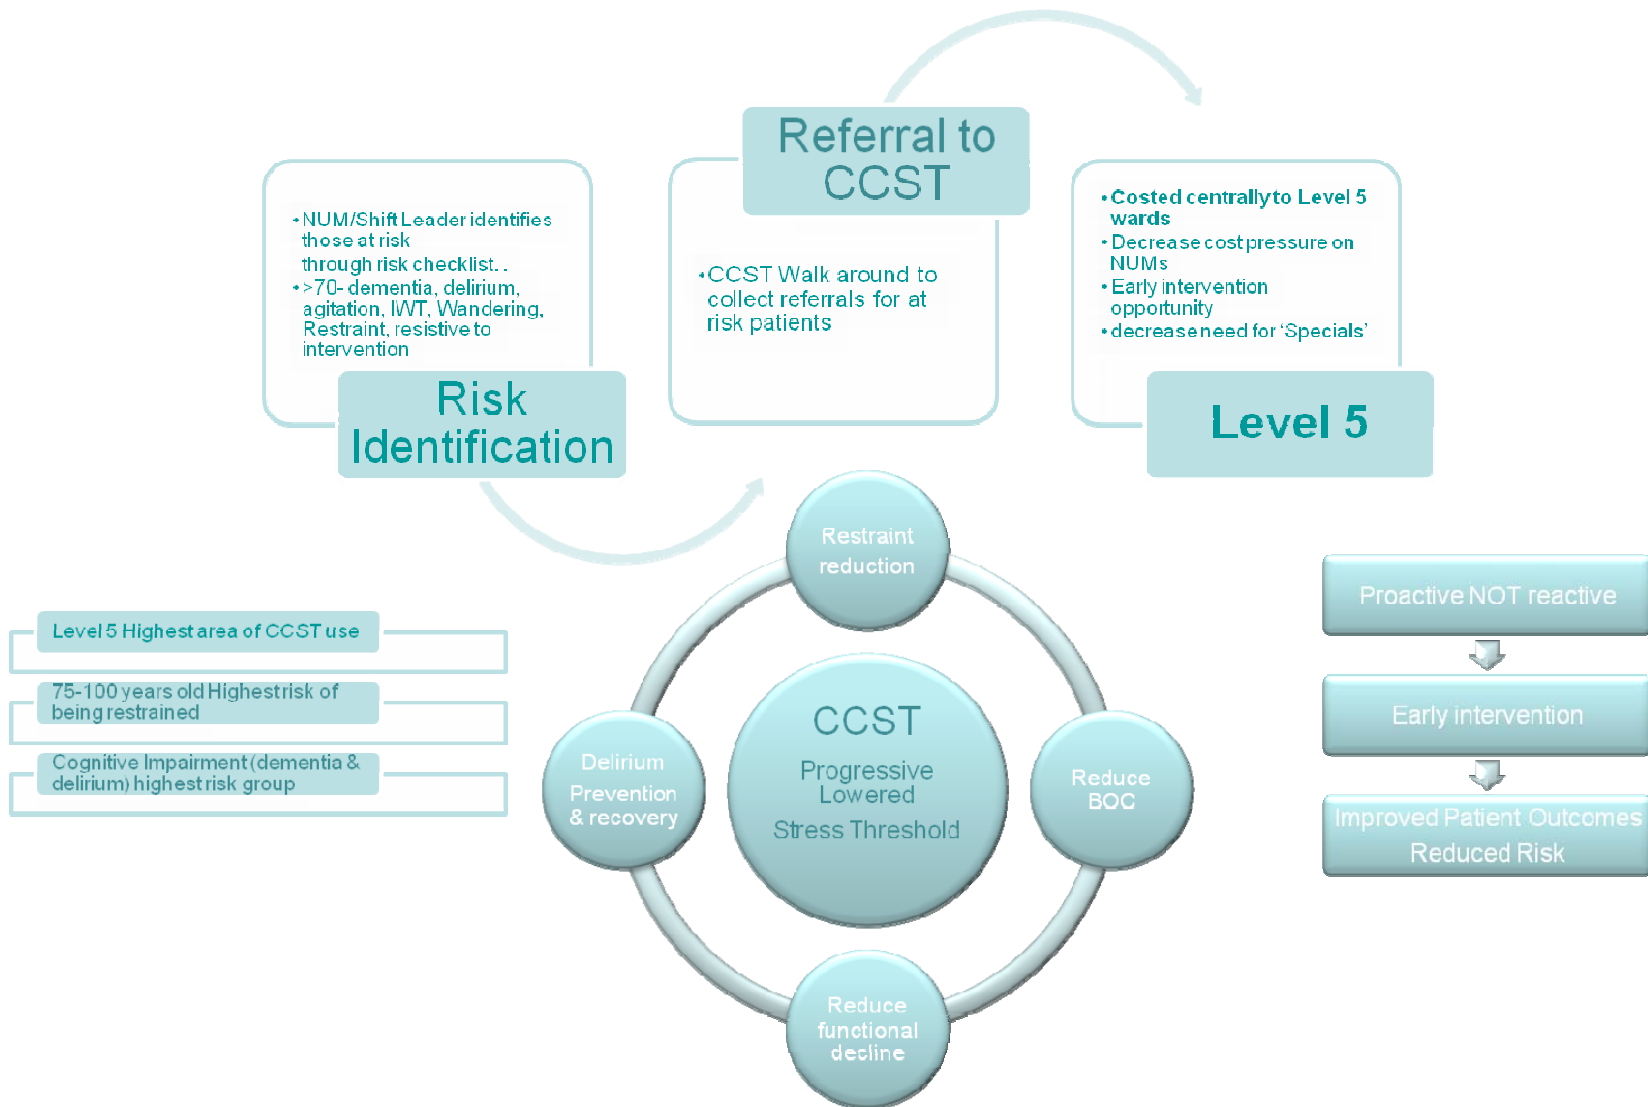 Referral to
CCST
• NUM/Shift Leader identifies
those at risk
through risk checklist..
• >70- dementia, delirium,
agitation, IWT, Wandering,
Restraint, resistive to
intervention
Risk
Identification
• CCST Walk around to
collect referrals for at
risk patients
• Costed centrally to Level 5
wards
• Decrease cost pressure on
NUMs
• Early intervention
opportunity
• decrease need for ‘Specials’
Level 5
Level 5 Highest area of CCST use
75-100 years old Highest risk of
being restrained
Cognitive Impairment (dementia &
delirium) highest risk group
Restraint
reduction
Delirium
Prevention
& recovery
CCST
Progressive
Lowered
Stress Threshold
Reduce
BOC
Reduce
functional
decline
Proactive NOT reactive
Early intervention
Improved Patient Outcomes
Reduced Risk